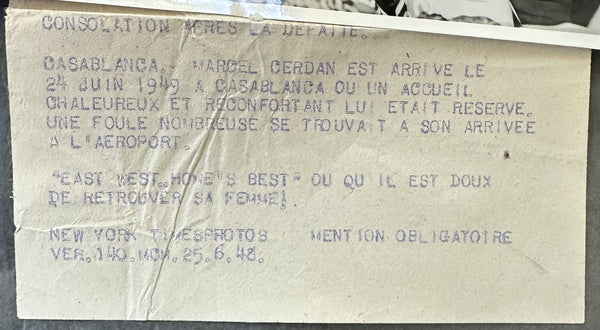 CONSOLATION APRES LA DEFAITE...
CASABLANCA.- MARCEL CERDAN EST ARRIVE LE
24 JUIN 1949 A CASABLANCA OU UN ACCUEIL
CHALEUREUX ET RECONFORTANT LUI ETAIT RESERVE.
UNE FOULE NOMBREUSE SE TROUVAIT A SON ARRIVEE
A L'AEROPORT.
"EAST WEST..HOME"S BEST" OU QU'IL EST DOUX
DE RETROUVER SA FEMME!
NEW YORK TIMESPHOTOS MENTION OBLIGATOIRE
VER.140.MCM.25.6.48.